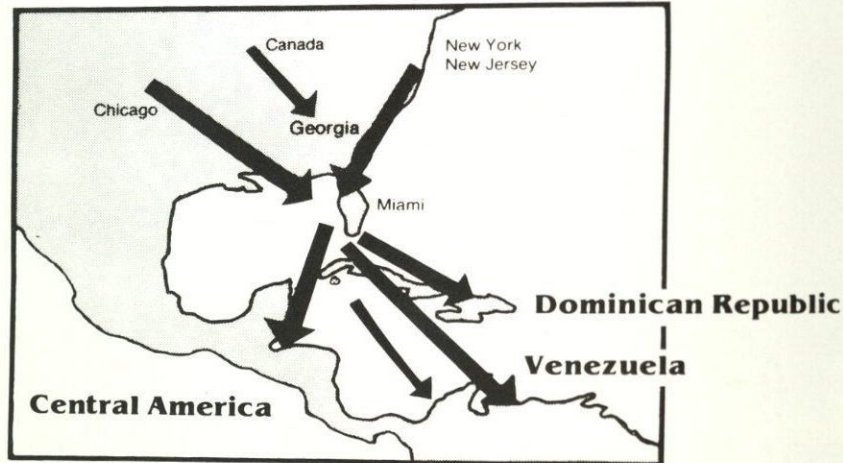 Canada
New York
New Jersey
Chicago
Georgia
Miami
Dominican Republic
Venezuela
Central America